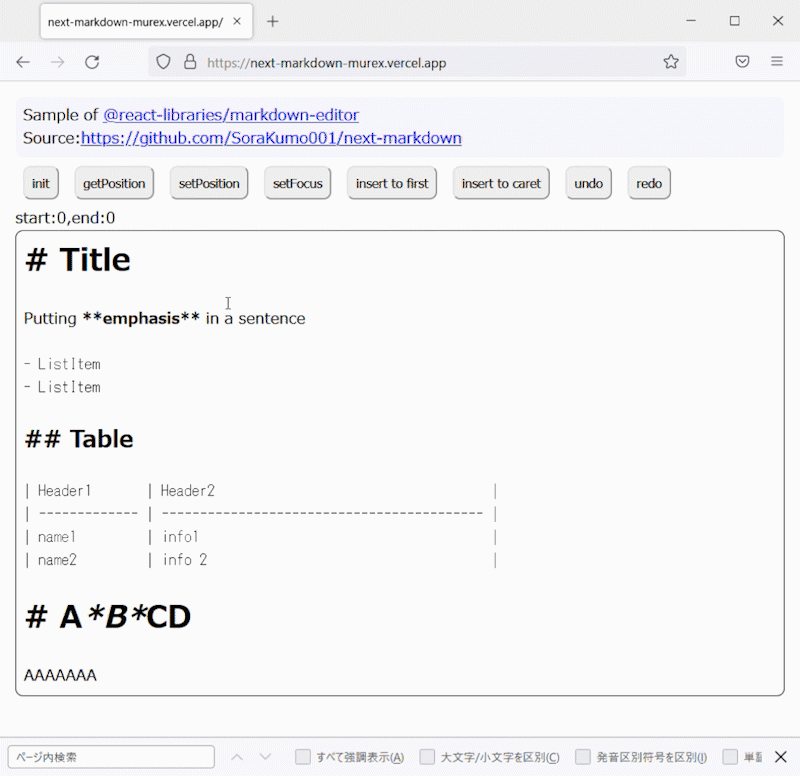 next-markdown-murex.vercel.app/
https://next-markdown-murex.vercel.app
Sample of @react-libraries/markdown-editor
Source:https://github.com/SoraKumo001/next-markdown
init getPosition setPosition setFocus insert to first insert to caret undo redo
start:0,end:0
# Title
Putting **emphasis** in a sentence
- ListItem
- ListItem
## Table
| Header1 | Header2 |
| ------------- | ------------------------------------------ |
| name1 | info1 |
| name2 | info 2 |
# A*B*CD
AAAAAAA
ページ内検索 すべて強調表示(A) 大文字/小文字を区別(C) 発音区別符号を区別(I)